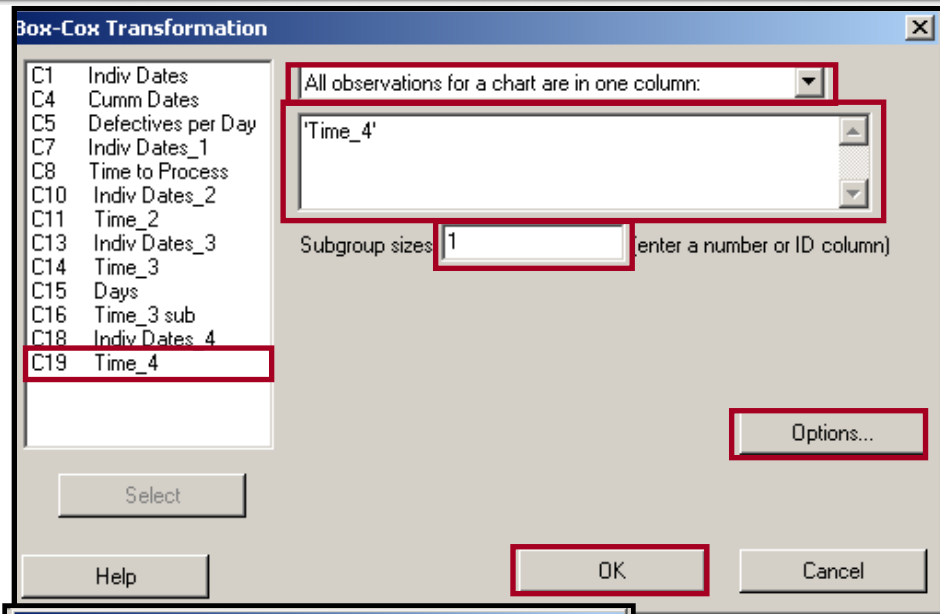 Box-Cox Transformation
C1 Indiv Dates
C4 Cumm Dates
C5 Defectives per Day
C7 Indiv Dates_1
C8 Time to Process
C10 Indiv Dates_2
C11 Time_2
C13 Indiv Dates_3
C14 Time_3
C15 Days
C16 Time_3 sub
C18 Indiv Dates_4
C19 Time_4
All observations for a chart are in one column:
'Time_4'
Subgroup sizes 1 (enter a number or ID column)
Options...
Select
Help
OK
Cancel